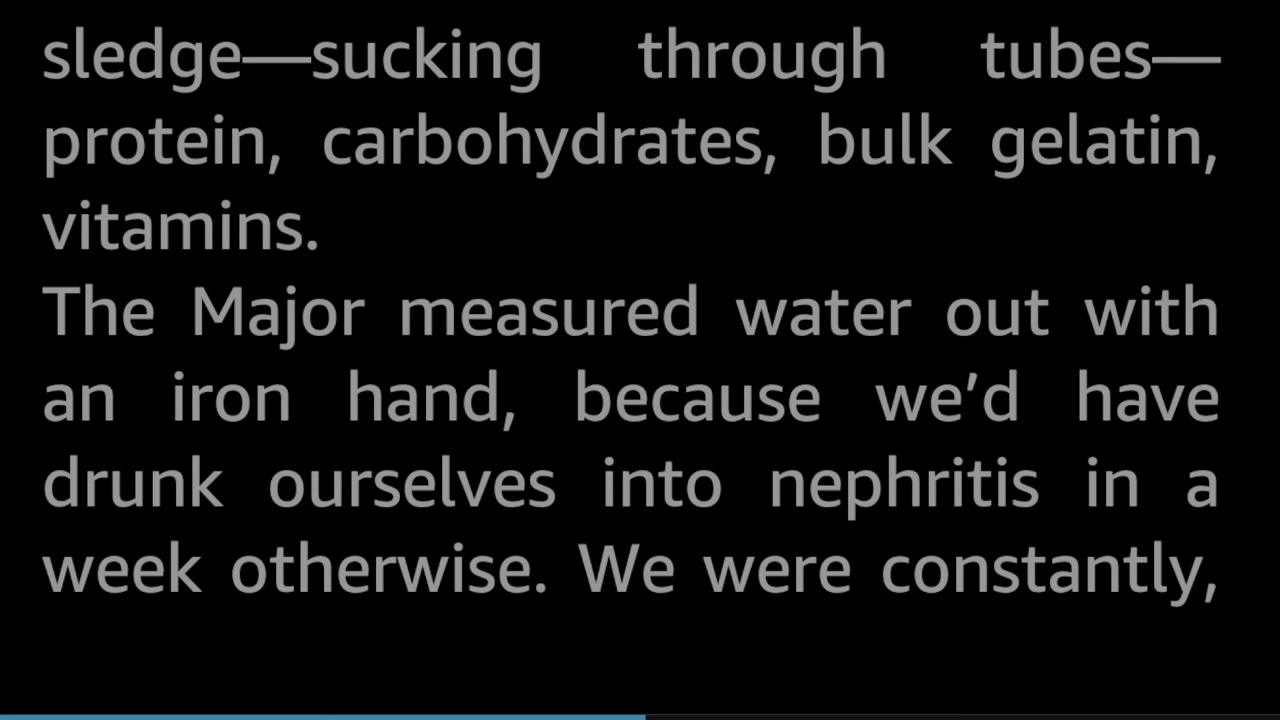 sledge—sucking through tubes—
protein, carbohydrates, bulk gelatin,
vitamins.
The Major measured water out with
an iron hand, because we’d have
drunk ourselves into nephritis in a
week otherwise. We were constantly,